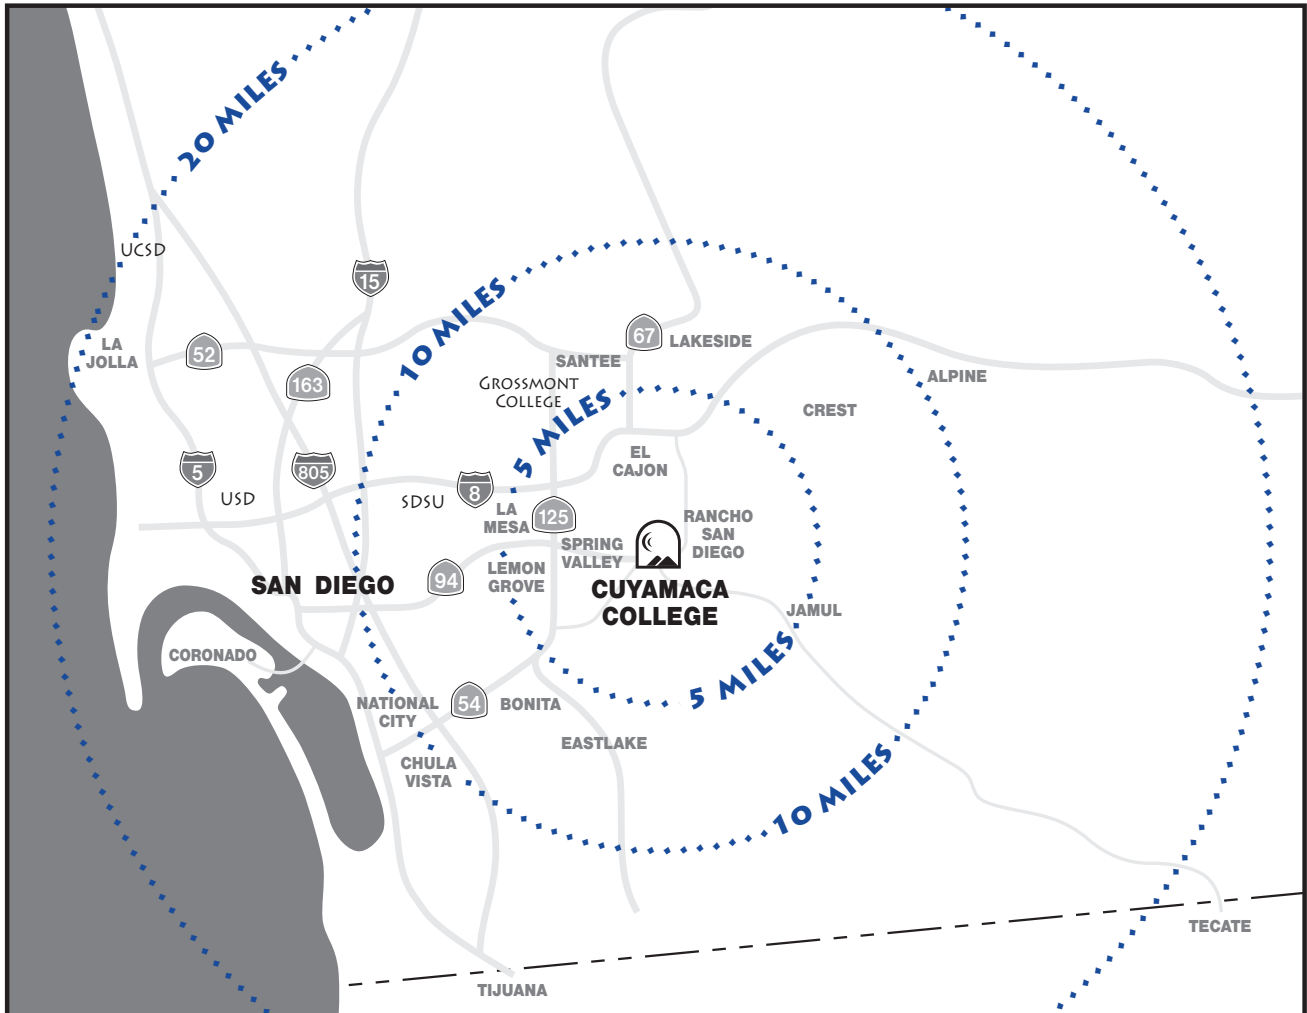 20 MILES
UCSD
15
10 MILES
67
LAKESIDE
LA
JOLLA
52
SANTEE
163
GROSSMONT
COLLEGE
ALPINE
5 MILES
CREST
5
805
EL
CAJON
USD
SDSU
8
LA
MESA
125
RANCHO
SAN
DIEGO
SPRING
VALLEY
SAN DIEGO
94
LEMON
GROVE
CUYAMACA
COLLEGE
JAMUL
CORONADO
5 MILES
NATIONAL
CITY
54
BONITA
EASTLAKE
CHULA
VISTA
10 MILES
TECATE
TIJUANA